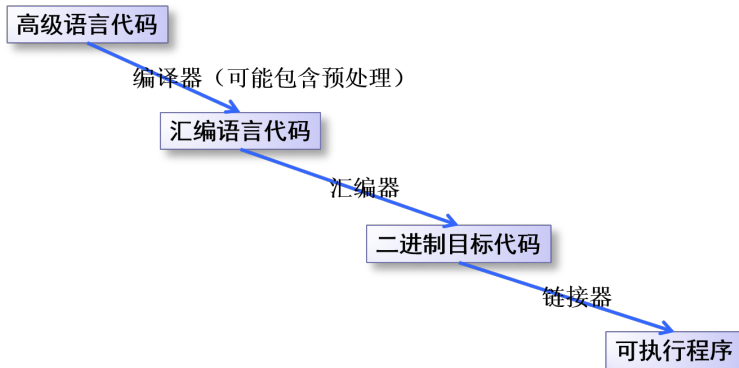 高级语言代码
编译器（可能包含预处理）
汇编语言代码
汇编器
二进制目标代码
链接器
可执行程序